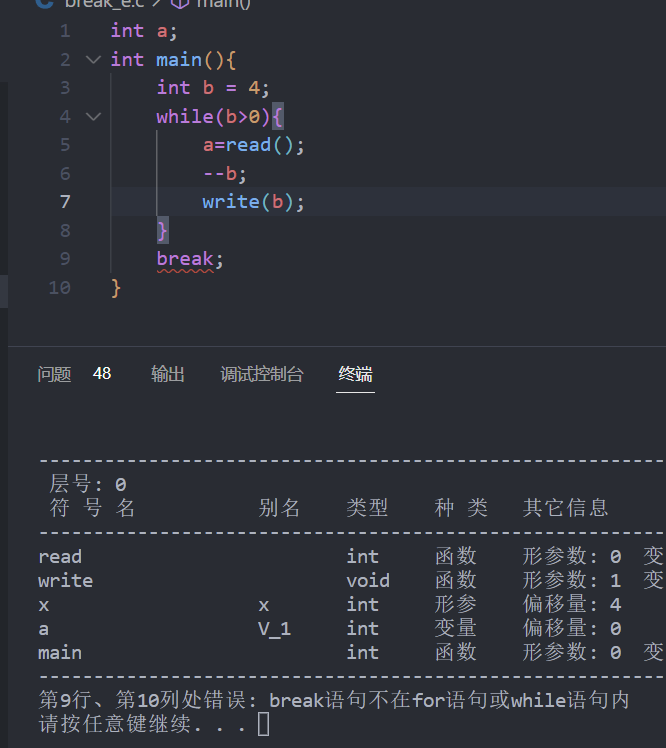 break_e.c > main()
1 int a;
2 int main(){
3 int b = 4;
4 while(b>0){
5 a=read();
6 --b;
7 write(b);
8 }
9 break;
10 }
问题 48 输出 调试控制台 终端
------------------------------------------------------
层号: 0
符 号 名 别名 类型 种 类 其它信息
------------------------------------------------------
read int 函数 形参数: 0 变
write void 函数 形参数: 1 变
x x int 形参 偏移量: 4
a V_1 int 变量 偏移量: 0
main int 函数 形参数: 0 变
------------------------------------------------------
第9行、第10列处错误: break语句不在for语句或while语句内
请按任意键继续. . .